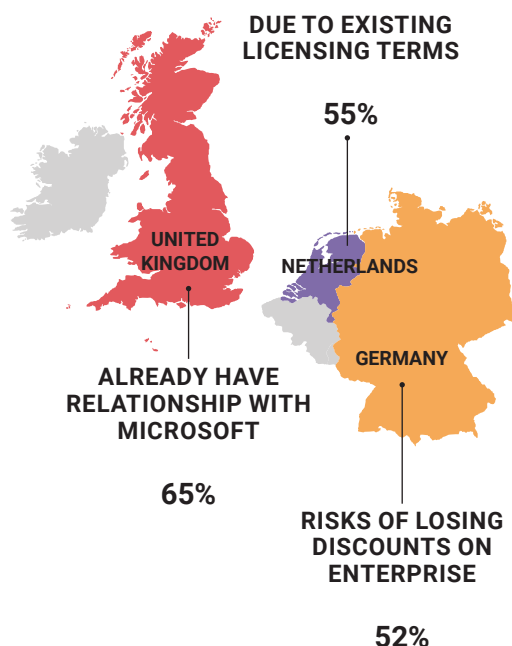 DUE TO EXISTING
LICENSING TERMS
55%
UNITED
KINGDOM
NETHERLANDS
GERMANY
ALREADY HAVE
RELATIONSHIP WITH
MICROSOFT
65%
RISKS OF LOSING
DISCOUNTS ON
ENTERPRISE
52%